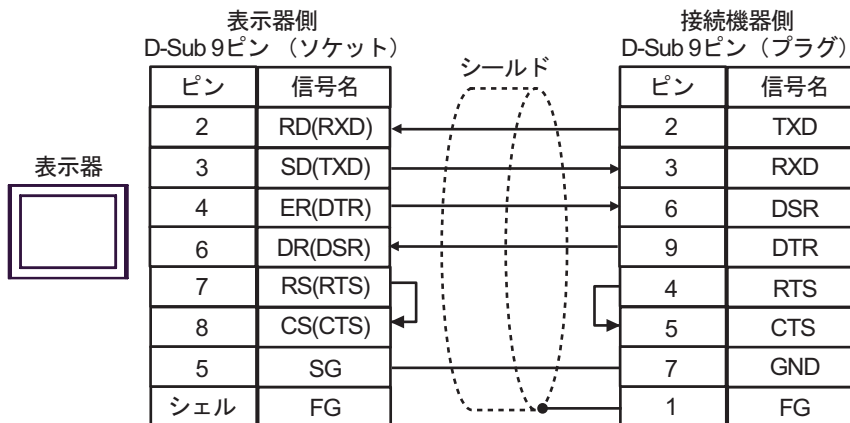 表示器側
D-Sub 9ピン （ソケット）
接続機器側
D-Sub 9ピン（プラグ）
シールド
表示器
ピン 信号名
2 RD(RXD)
3 SD(TXD)
4 ER(DTR)
6 DR(DSR)
7 RS(RTS)
8 CS(CTS)
5 SG
シェル FG
ピン 信号名
2 TXD
3 RXD
6 DSR
9 DTR
4 RTS
5 CTS
7 GND
1 FG